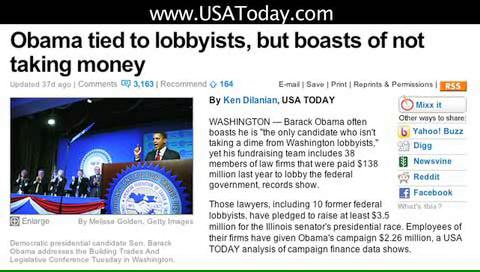 www.USAToday.com
Obama tied to lobbyists, but boasts of not
taking money
Updated 37d ago | Comments 3,163 | Recommend 164
E-mail | Save | Print | Reprints & Permissions | RSS
By Ken Dilanian, USA TODAY
WASHINGTON — Barack Obama often
boasts he is "the only candidate who isn't
taking a dime from Washington lobbyists,"
yet his fundraising team includes 38
members of law firms that were paid $138
million last year to lobby the federal
government, records show.
Those lawyers, including 10 former federal
lobbyists, have pledged to raise at least $3.5
million for the Illinois senator's presidential race. Employees of
their firms have given Obama's campaign $2.26 million, a USA
TODAY analysis of campaign finance data shows.
Mixx it
Other ways to share:
Yahoo! Buzz
Digg
Newsvine
Reddit
Facebook
What's this?
Enlarge
By Melissa Golden, Getty Images
Democratic presidential candidate Sen. Barack
Obama addresses the Building Trades And
Legislative Conference Tuesday in Washington.